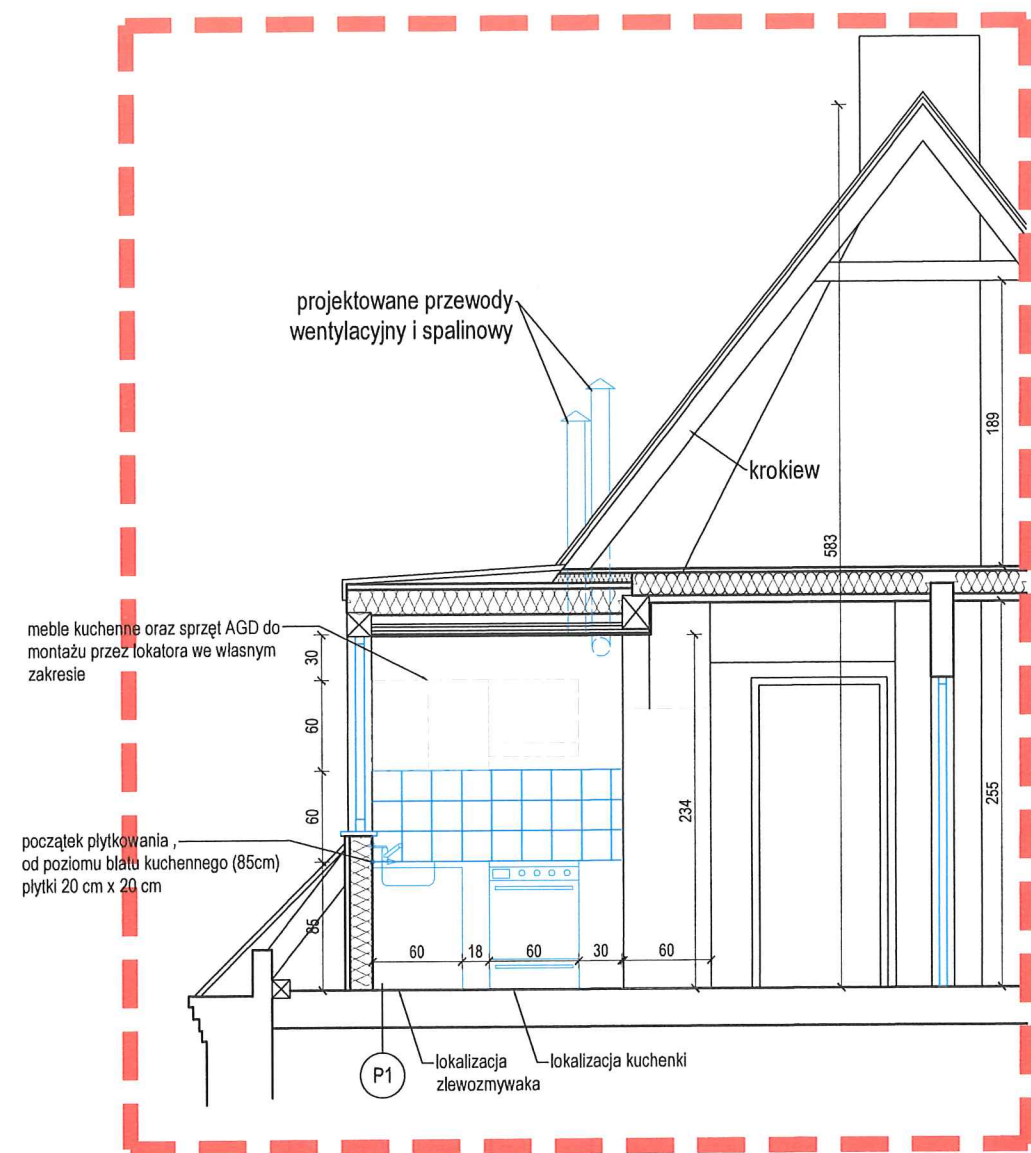 projektowane przewody
wentylacyjny i spalinowy
krokiew
189
583
meble kuchenne oraz sprzęt AGD do
montażu przez lokatora we własnym
zakresie
30
60
60
85
234
255
początek płytkowania ,
od poziomu blatu kuchennego (85cm)
płytki 20 cm x 20 cm
60
18
60
30
60
P1
lokalizacja
zlewozmywaka
lokalizacja kuchenki